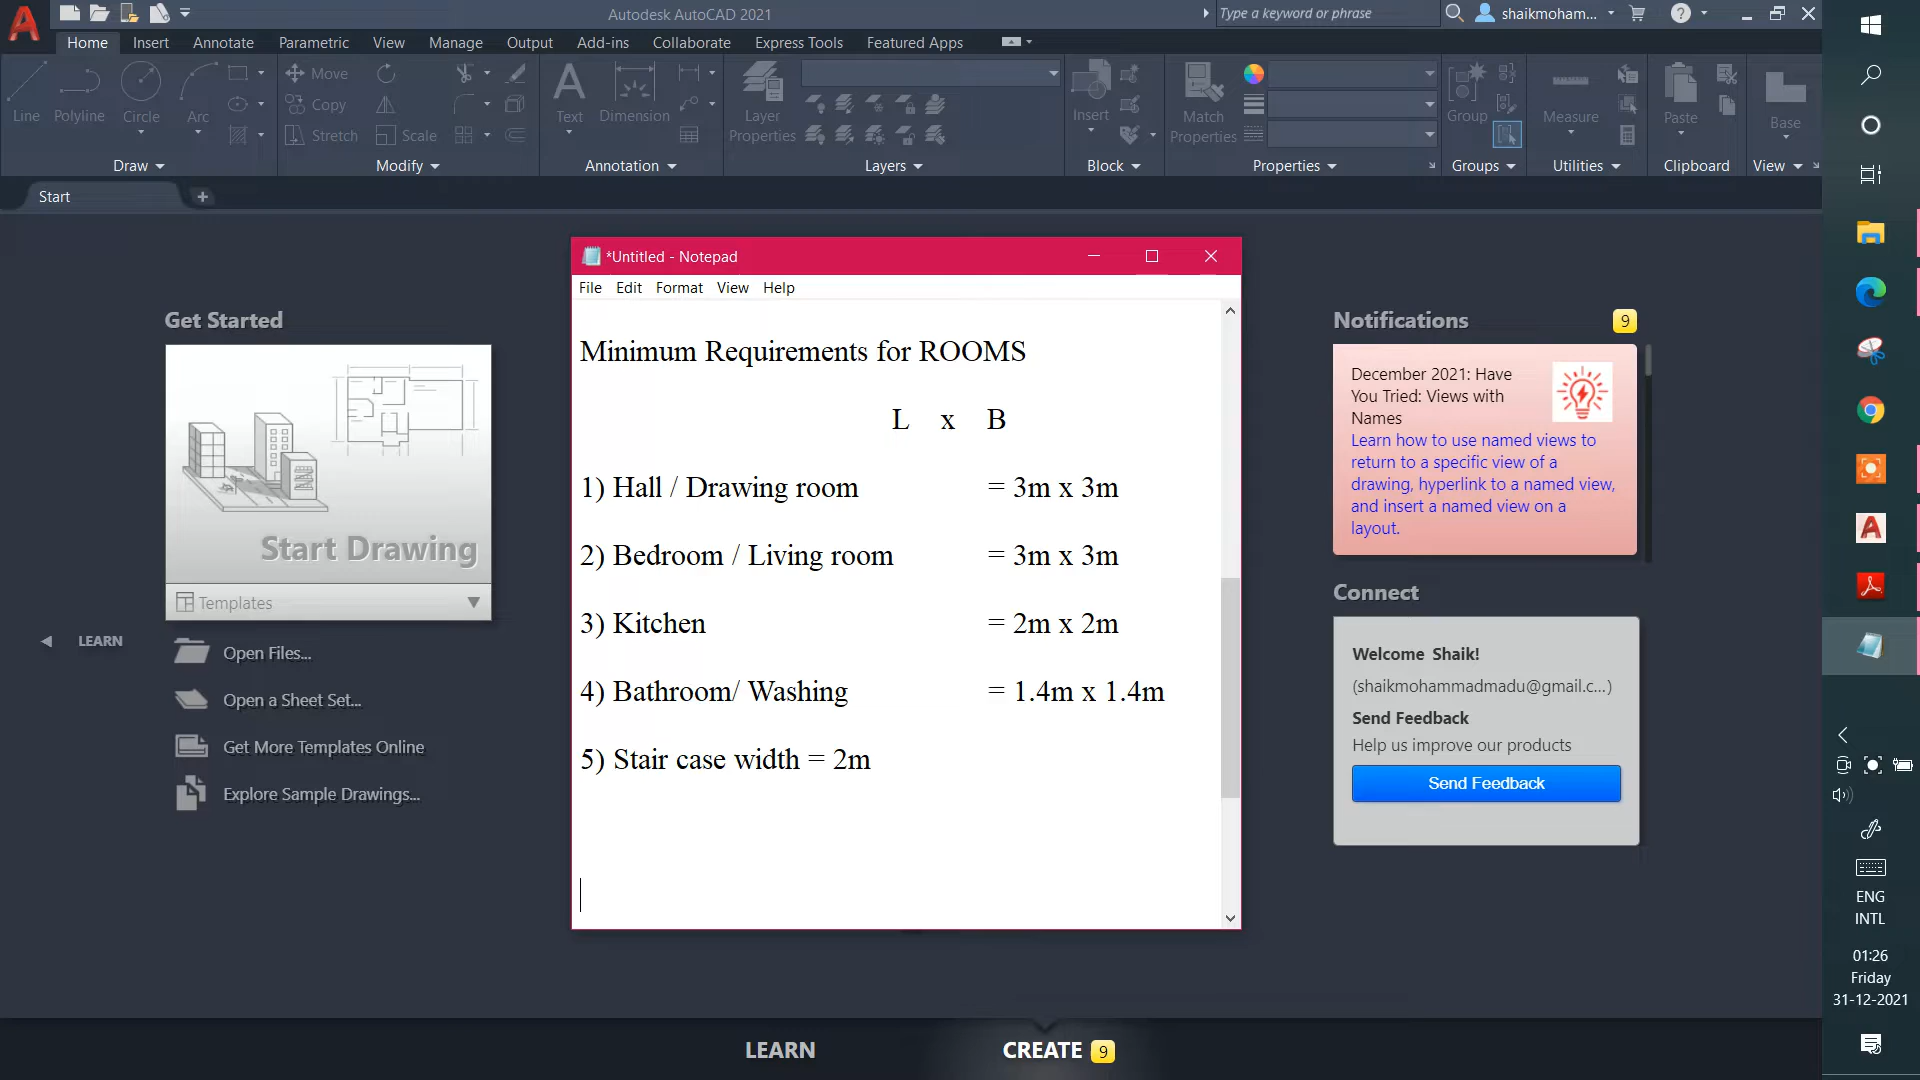 Autodesk AutoCAD 2021
Type a keyword or phrase
shaikmoham...
Home Insert Annotate Parametric View Manage Output Add-ins Collaborate Express Tools Featured Apps
Line Polyline Circle Arc
Move
Copy
Stretch Scale
Text Dimension
Layer Properties
Insert
Match Properties
Group
Measure
Paste
Base
Draw Modify Annotation Layers Block Properties Groups Utilities Clipboard View
Start
*Untitled - Notepad
File Edit Format View Help
Minimum Requirements for ROOMS
L x B
1) Hall / Drawing room = 3m x 3m
2) Bedroom / Living room = 3m x 3m
3) Kitchen = 2m x 2m
4) Bathroom/ Washing = 1.4m x 1.4m
5) Stair case width = 2m
Get Started
Start Drawing
Templates
LEARN
Open Files...
Open a Sheet Set...
Get More Templates Online
Explore Sample Drawings...
Notifications 9
December 2021: Have
You Tried: Views with
Names
Learn how to use named views to
return to a specific view of a
drawing, hyperlink to a named view,
and insert a named view on a
layout.
Connect
Welcome Shaik!
(shaikmohammadmadu@gmail.c...)
Send Feedback
Help us improve our products
Send Feedback
LEARN CREATE 9
ENG
INTL
01:26
Friday
31-12-2021